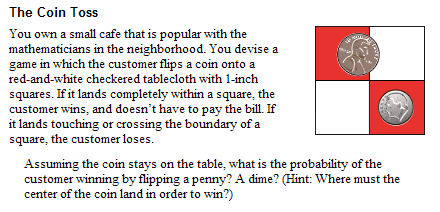 The Coin Toss
You own a small cafe that is popular with the
mathematicians in the neighborhood. You devise a
game in which the customer flips a coin onto a
red-and-white checkered tablecloth with 1-inch
squares. If it lands completely within a square, the
customer wins, and doesn't have to pay the bill. If
it lands touching or crossing the boundary of a
square, the customer loses.
Assuming the coin stays on the table, what is the probability of the
customer winning by flipping a penny? A dime? (Hint: Where must the
center of the coin land in order to win?)